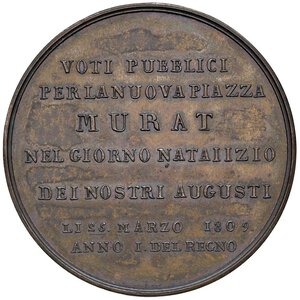 VOTI PUBBLICI
PER LA NUOVA PIAZZA
MURAT
NEL GIORNO NATALIZIO
DEI NOSTRI AUGUSTI
LI 25. MARZO 1809.
ANNO I. DEL REGNO